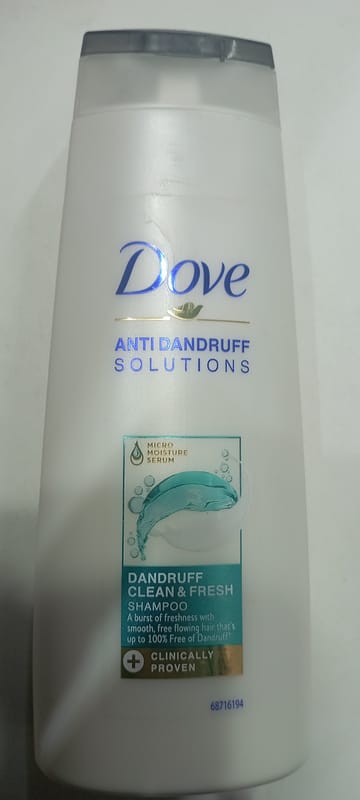 Dove
ANTI DANDRUFF
SOLUTIONS
MICRO
MOISTURE
SERUM
DANDRUFF
CLEAN & FRESH
SHAMPOO
A burst of freshness with
smooth, free flowing hair that's
up to 100% Free of Dandruff*
CLINICALLY
PROVEN
68716194